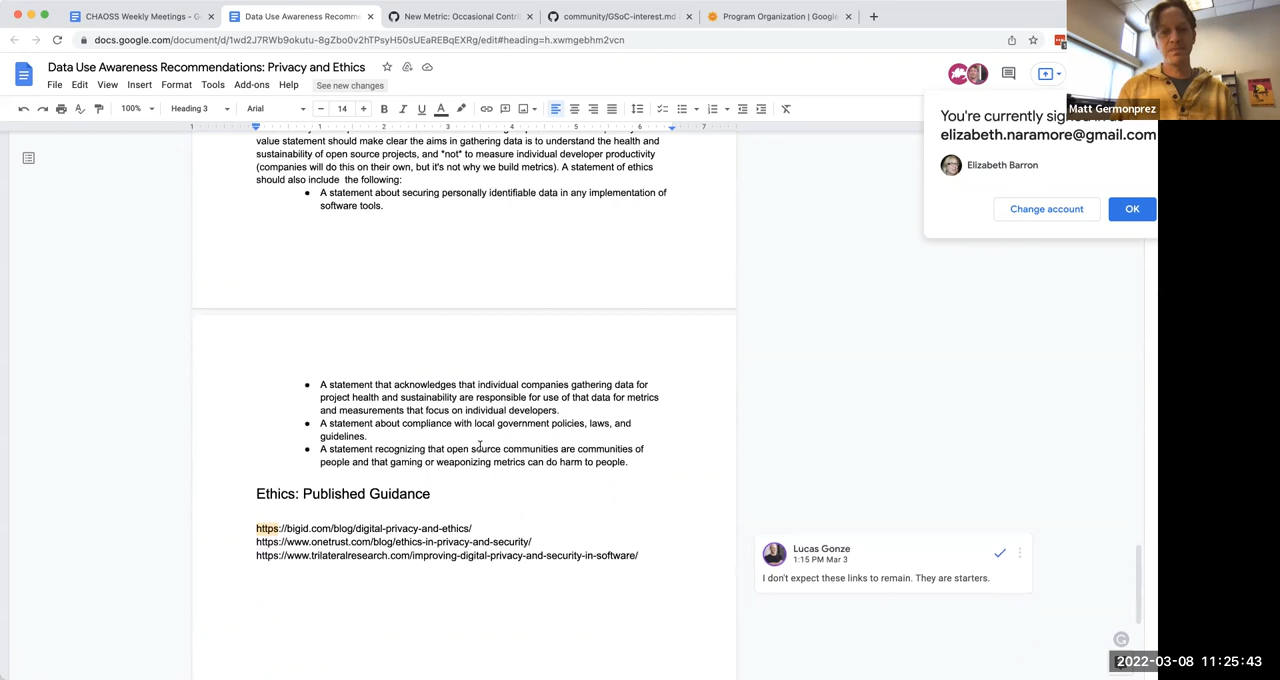 CHAOSS Weekly Meetings - G
Data Use Awareness Recomme
New Metric: Occasional Contri
community/GSoC-interest.md
Program Organization | Google
docs.google.com/document/d/1wd2J7RWb9okutu-8gZbo0v2hTPsyH50sUEaREBqEXRg/edit#heading=h.xwmgebhm2vcn
Data Use Awareness Recommendations: Privacy and Ethics
File Edit View Insert Format Tools Add-ons Help See new changes
100% Heading 3 Arial 14 B I U A
1 1 2 3 4 5 6 7
value statement should make clear the aims in gathering data is to understand the health and
sustainability of open source projects, and *not* to measure individual developer productivity
(companies will do this on their own, but it's not why we build metrics). A statement of ethics
should also include the following:
● A statement about securing personally identifiable data in any implementation of
software tools.
● A statement that acknowledges that individual companies gathering data for
project health and sustainability are responsible for use of that data for metrics
and measurements that focus on individual developers.
● A statement about compliance with local government policies, laws, and
guidelines.
● A statement recognizing that open source communities are communities of
people and that gaming or weaponizing metrics can do harm to people.
Ethics: Published Guidance
https://bigid.com/blog/digital-privacy-and-ethics/
https://www.onetrust.com/blog/ethics-in-privacy-and-security/
https://www.trilateralresearch.com/improving-digital-privacy-and-security-in-software/
Lucas Gonze
1:15 PM Mar 3
I don't expect these links to remain. They are starters.
Matt Germonprez
You're currently signed in as
elizabeth.naramore@gmail.com
Elizabeth Barron
Change account
OK
2022-03-08 11:25:43